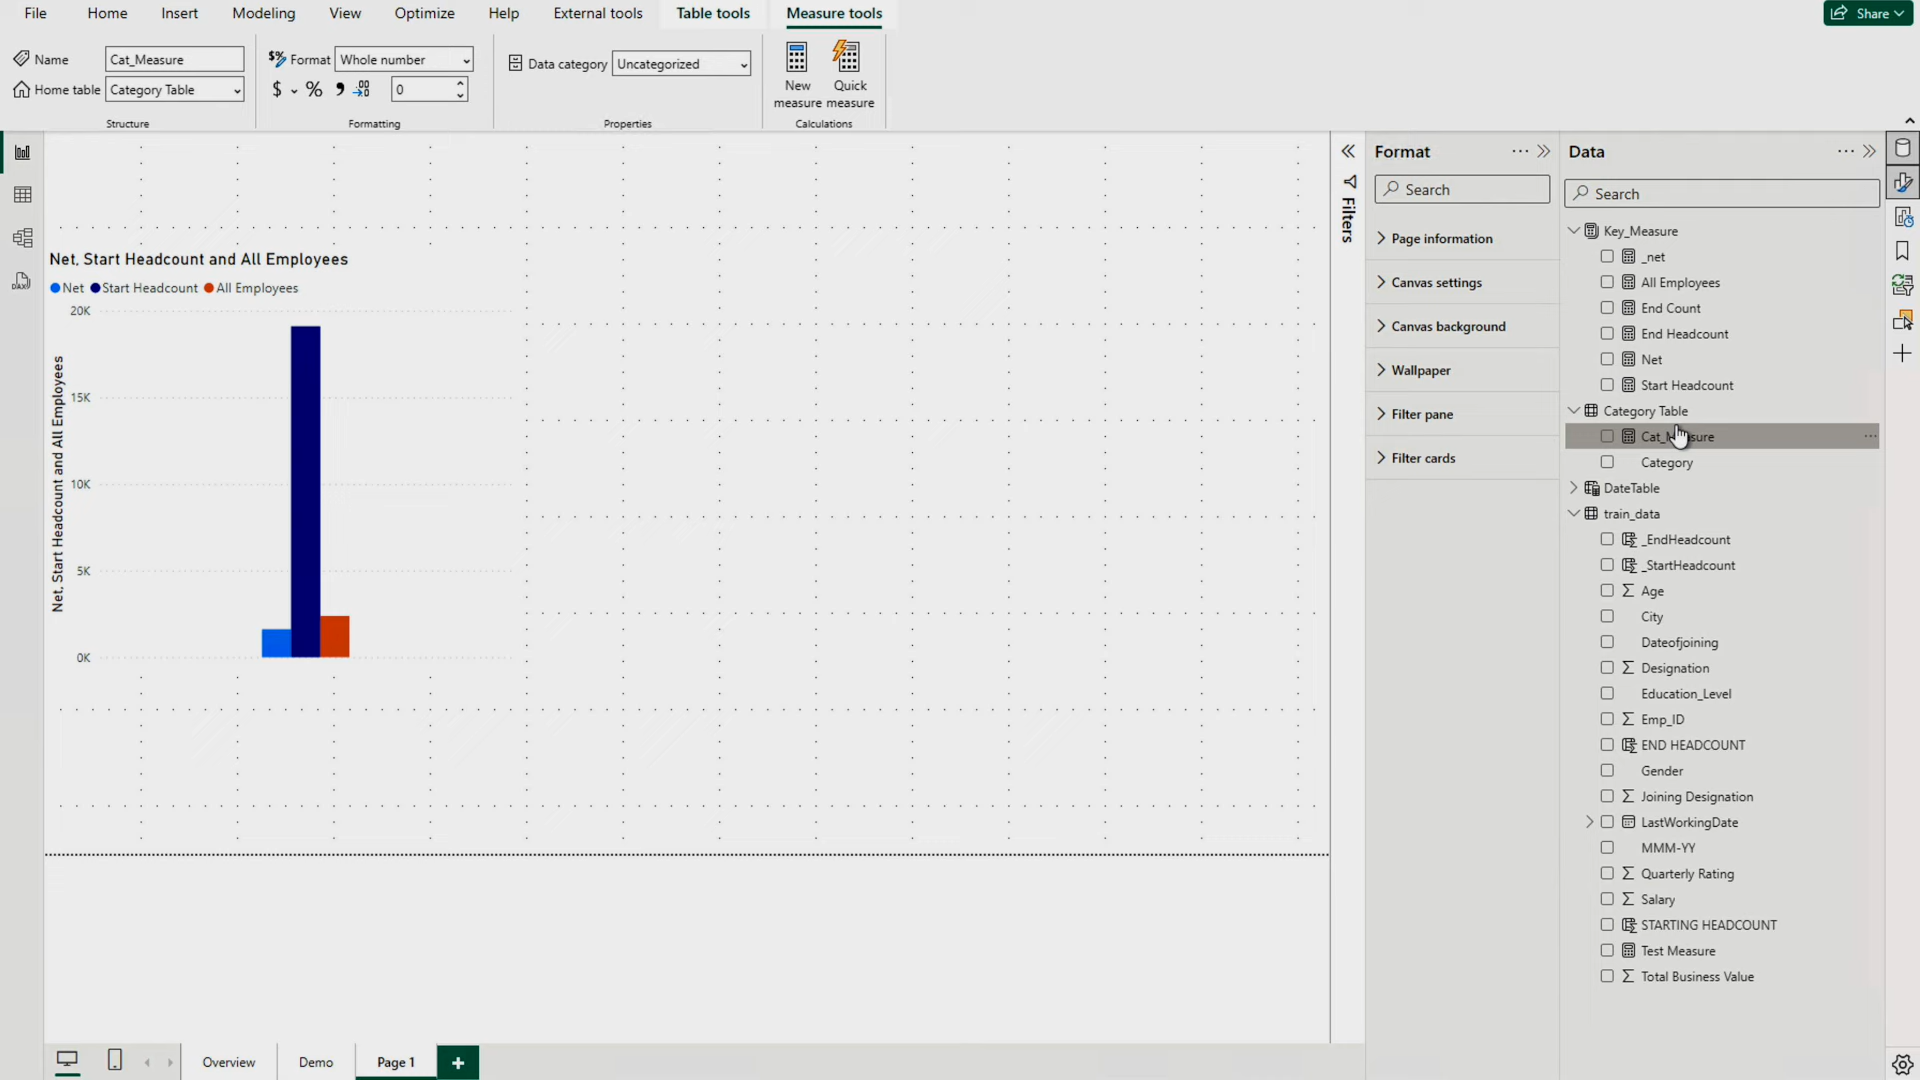 File Home Insert Modeling View Optimize Help External tools Table tools Measure tools Share
Name Cat_Measure
Home table Category Table
Structure
Format Whole number
$ % 0
Formatting
Data category Uncategorized
Properties
New measure
Quick measure
Calculations
Net, Start Headcount and All Employees
Net Start Headcount All Employees
20K
15K
10K
5K
0K
Net, Start Headcount and All Employees
Filters
Format
Search
Page information
Canvas settings
Canvas background
Wallpaper
Filter pane
Filter cards
Data
Search
Key_Measure
_net
All Employees
End Count
End Headcount
Net
Start Headcount
Category Table
Category
DateTable
train_data
_EndHeadcount
_StartHeadcount
Age
City
Dateofjoining
Designation
Education_Level
Emp_ID
END HEADCOUNT
Gender
Joining Designation
LastWorkingDate
MMM-YY
Quarterly Rating
Salary
STARTING HEADCOUNT
Test Measure
Total Business Value
Overview Demo Page 1